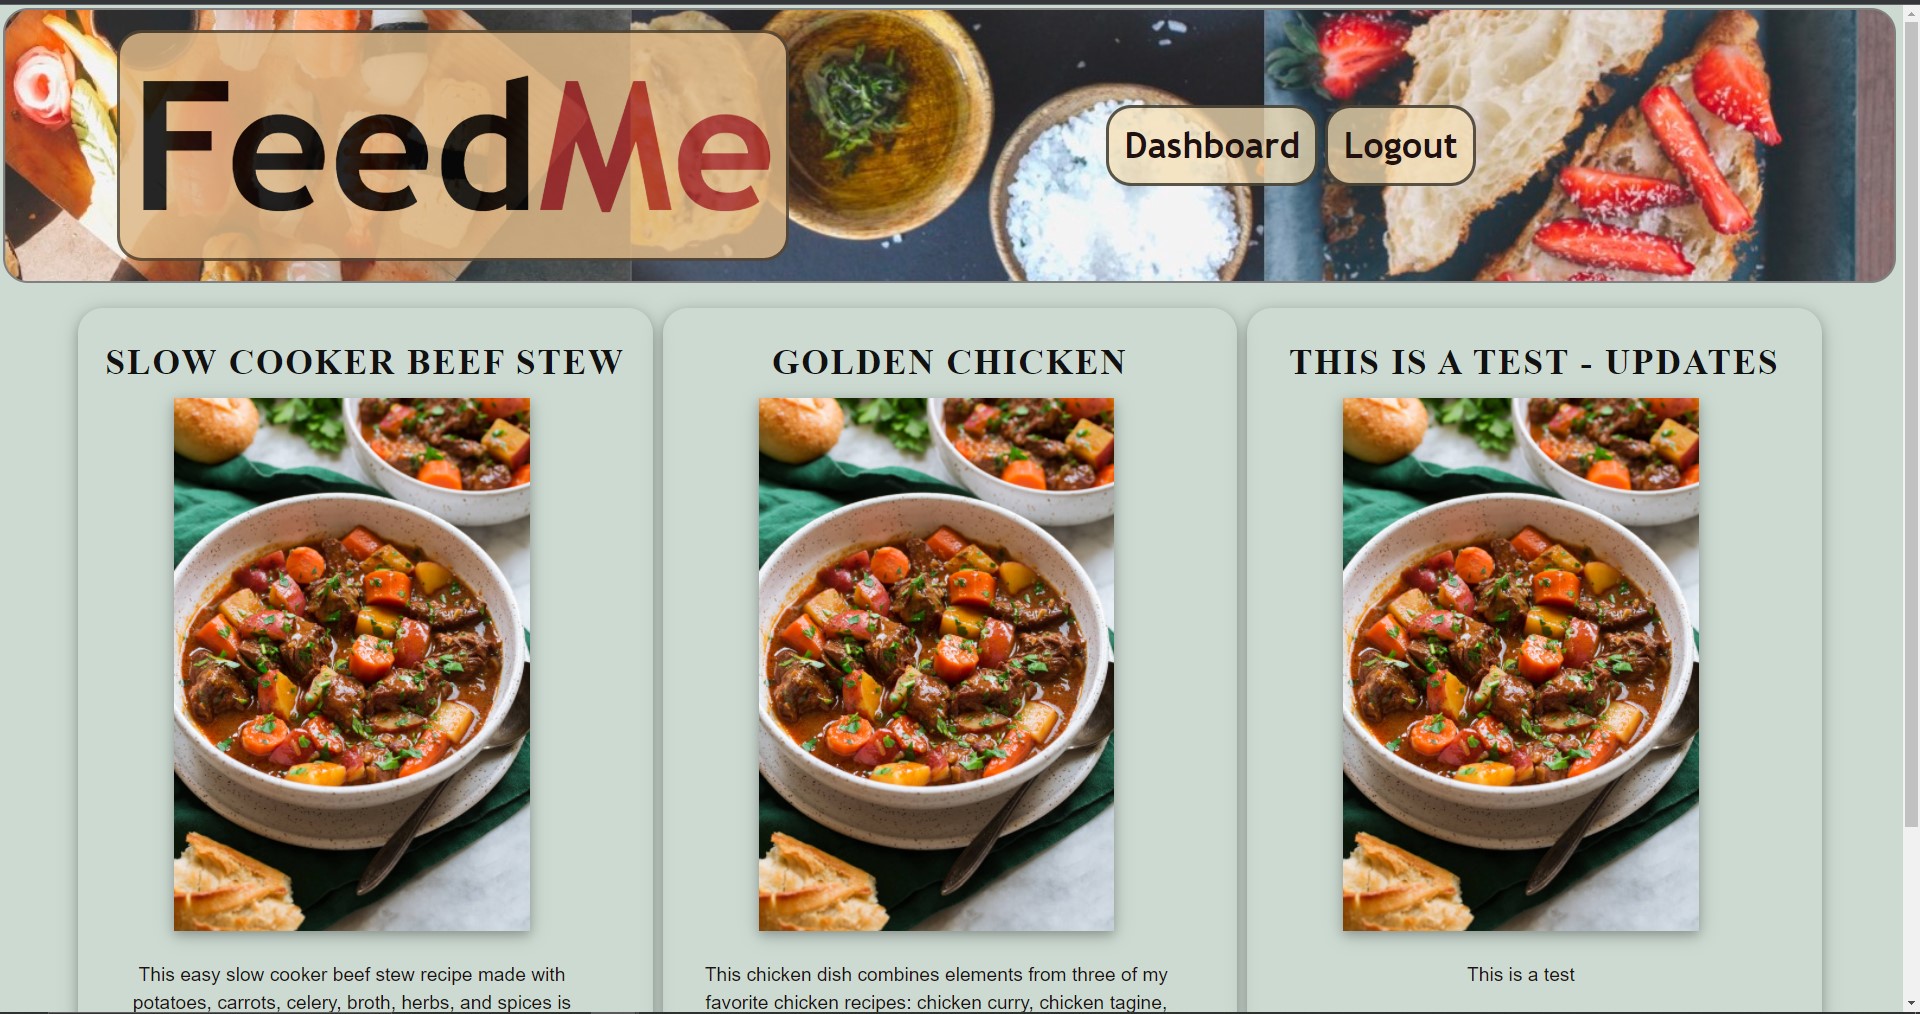 FeedMe
Dashboard Logout
SLOW COOKER BEEF STEW
GOLDEN CHICKEN
THIS IS A TEST - UPDATES
This easy slow cooker beef stew recipe made with
potatoes, carrots, celery, broth, herbs, and spices is
This chicken dish combines elements from three of my
favorite chicken recipes: chicken curry, chicken tagine,
This is a test